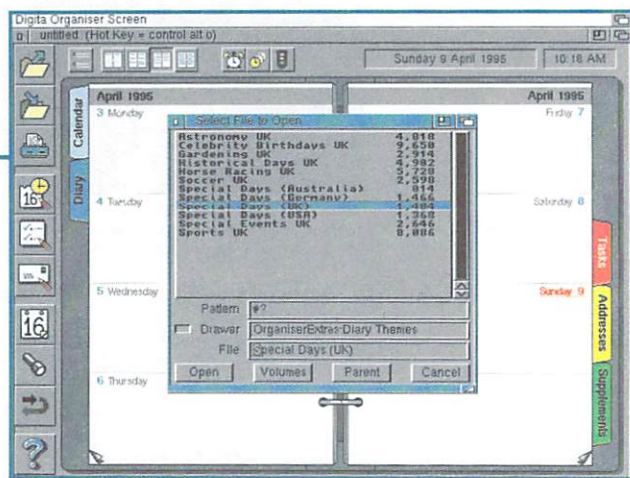 Digita Organiser Screen
untitled (Hot Key = control alt o)
Sunday 9 April 1995
10:18 AM
Calendar
Diary
April 1995
April 1995
3 Monday
Friday 7
4 Tuesday
Saturday 8
5 Wednesday
Sunday 9
6 Thursday
Select File to Open
Astronomy UK 4,818
Celebrity Birthdays UK 9,650
Gardening UK 2,914
Historical Days UK 4,902
Horse Racing UK 5,728
Soccer UK 2,598
Special Days (Australia) 814
Special Days (Germany) 1,466
Special Days (UK) 1,484
Special Days (USA) 1,368
Special Events UK 2,646
Sports UK 8,086
Pattern #?
Drawer OrganiserExtras:Diary Themes
File Special Days (UK)
Open Volumes Parent Cancel
Tasks
Addresses
Supplements
16
16
?